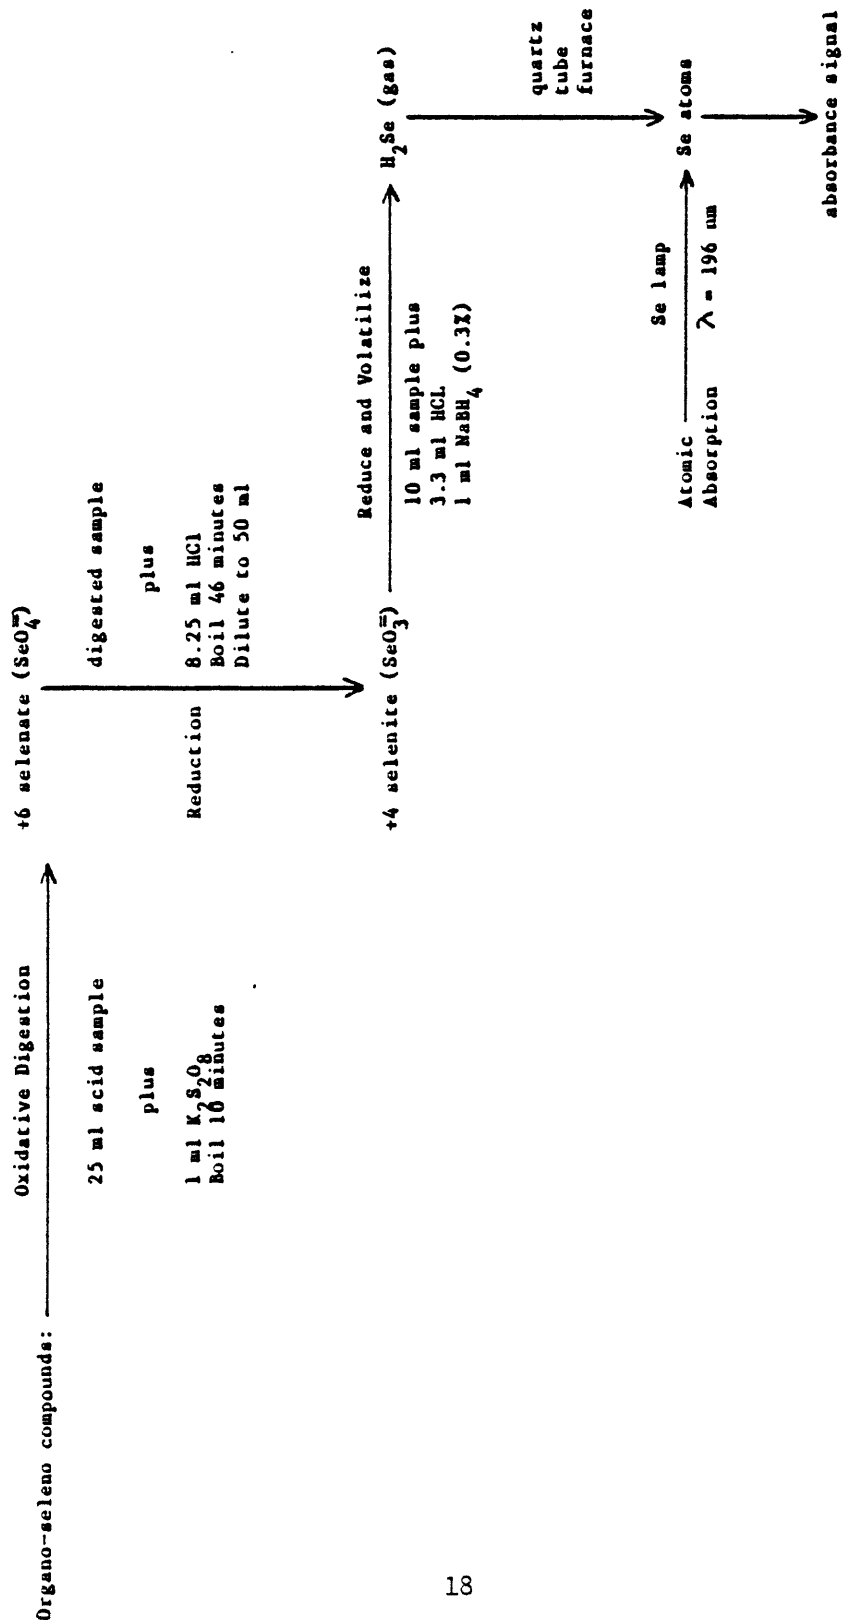 Organo-seleno compounds:
Oxidative Digestion
25 ml acid sample
plus
1 ml K2S2O8
Boil 10 minutes
+6 selenate (SeO4=)
Reduction
digested sample
plus
8.25 ml HCl
Boil 46 minutes
Dilute to 50 ml
+4 selenite (SeO3=)
Reduce and Volatilize
10 ml sample plus
3.3 ml HCL
1 ml NaBH4 (0.3%)
H2Se (gas)
quartz
tube
furnace
Atomic
Absorption
Se lamp
λ = 196 nm
Se atoms
absorbance signal
18